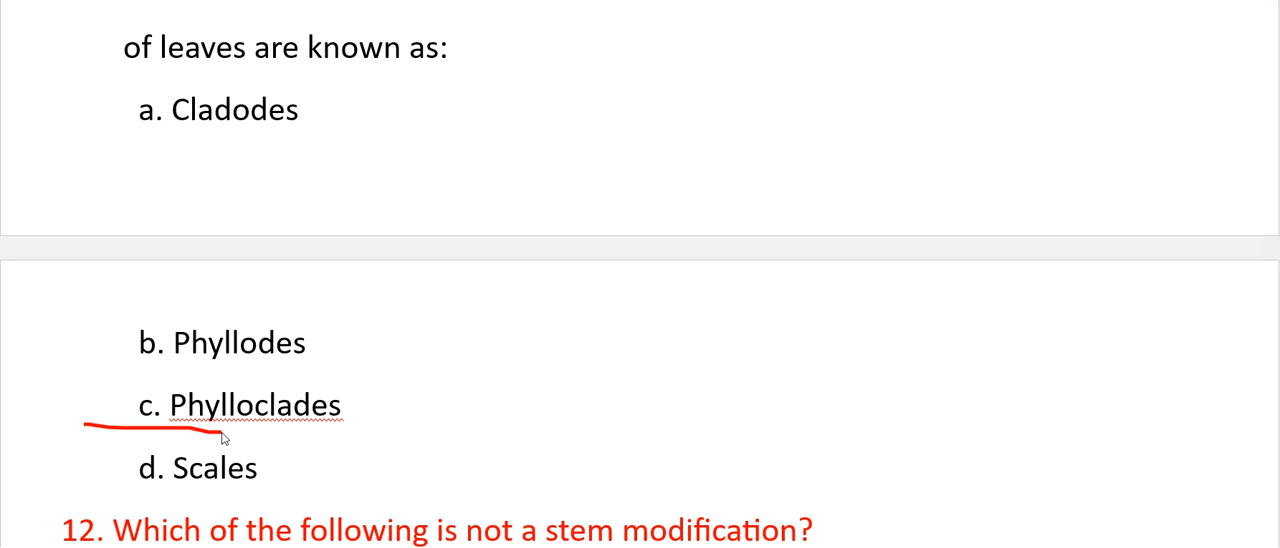 of leaves are known as:
a. Cladodes
b. Phyllodes
c. Phylloclades
d. Scales
12. Which of the following is not a stem modification?